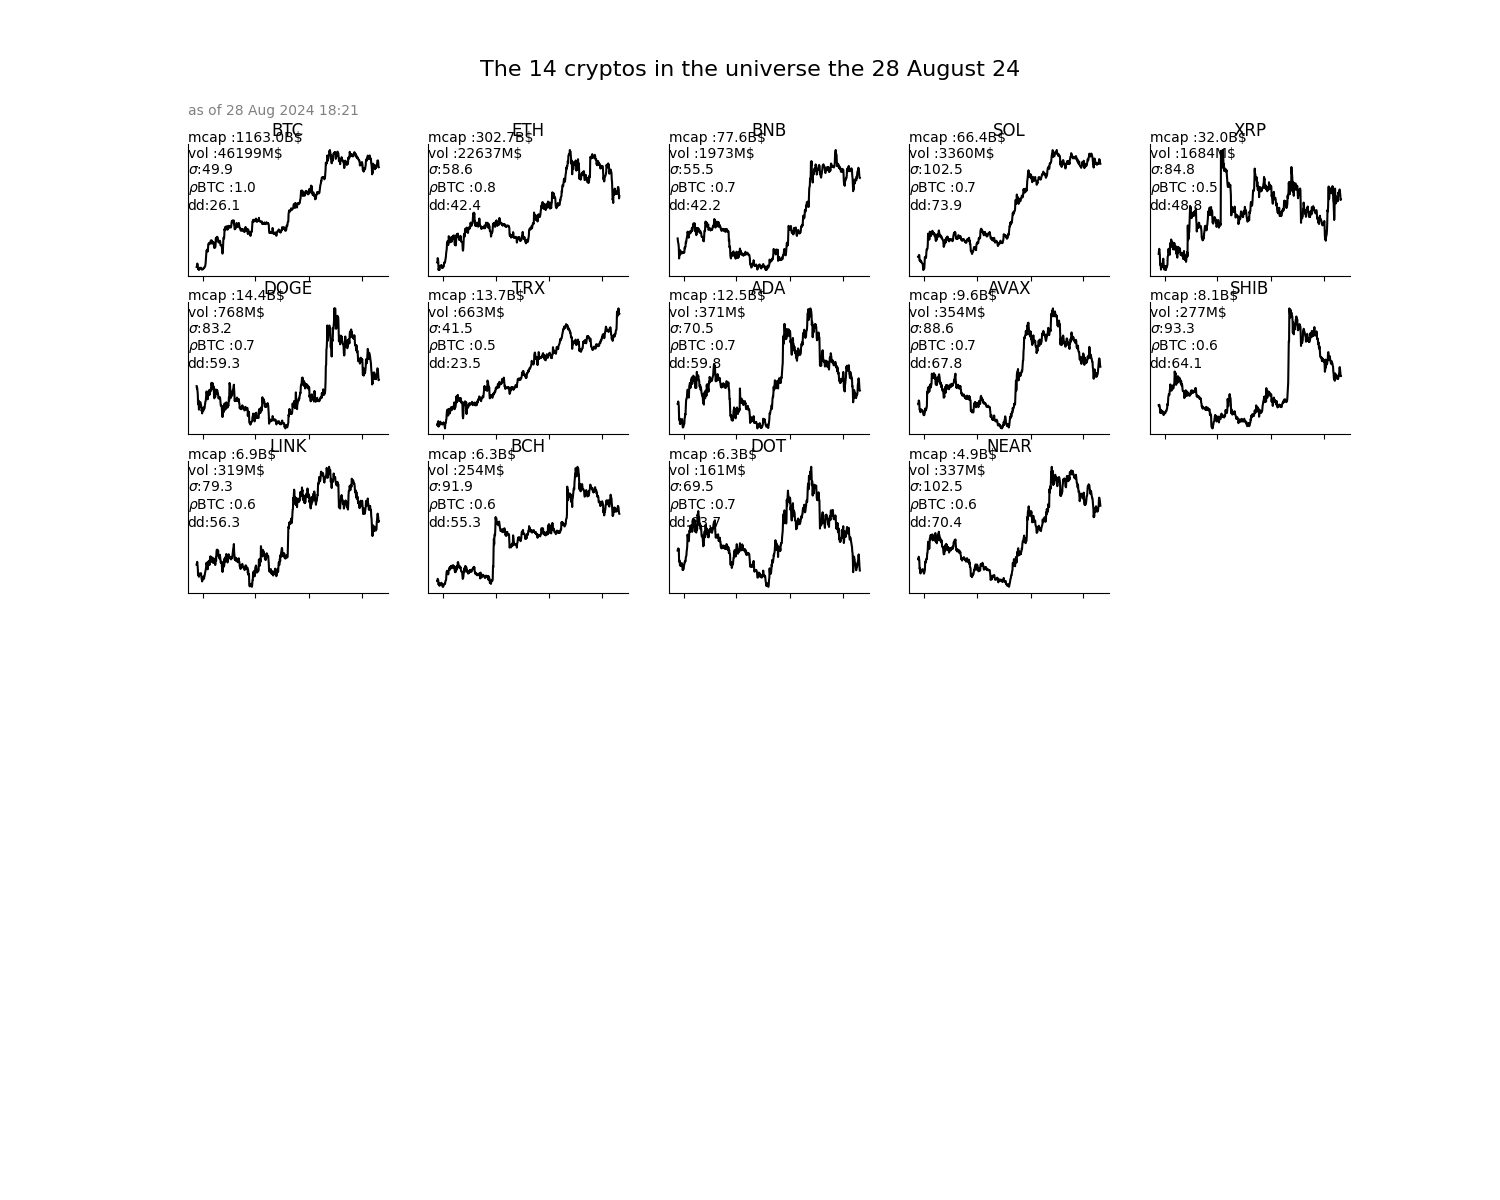 The 14 cryptos in the universe the 28 August 24
as of 28 Aug 2024 18:21
BTC
mcap :1163.0B$
vol :46199M$
σ:49.9
ρBTC :1.0
dd:26.1
ETH
mcap :302.7B$
vol :22637M$
σ:58.6
ρBTC :0.8
dd:42.4
BNB
mcap :77.6B$
vol :1973M$
σ:55.5
ρBTC :0.7
dd:42.2
SOL
mcap :66.4B$
vol :3360M$
σ:102.5
ρBTC :0.7
dd:73.9
XRP
mcap :32.0B$
vol :1684M$
σ:84.8
ρBTC :0.5
dd:48.8
DOGE
mcap :14.4B$
vol :768M$
σ:83.2
ρBTC :0.7
dd:59.3
TRX
mcap :13.7B$
vol :663M$
σ:41.5
ρBTC :0.5
dd:23.5
ADA
mcap :12.5B$
vol :371M$
σ:70.5
ρBTC :0.7
dd:59.8
AVAX
mcap :9.6B$
vol :354M$
σ:88.6
ρBTC :0.7
dd:67.8
SHIB
mcap :8.1B$
vol :277M$
σ:93.3
ρBTC :0.6
dd:64.1
LINK
mcap :6.9B$
vol :319M$
σ:79.3
ρBTC :0.6
dd:56.3
BCH
mcap :6.3B$
vol :254M$
σ:91.9
ρBTC :0.6
dd:55.3
DOT
mcap :6.3B$
vol :161M$
σ:69.5
ρBTC :0.7
NEAR
mcap :4.9B$
vol :337M$
σ:102.5
ρBTC :0.6
dd:70.4